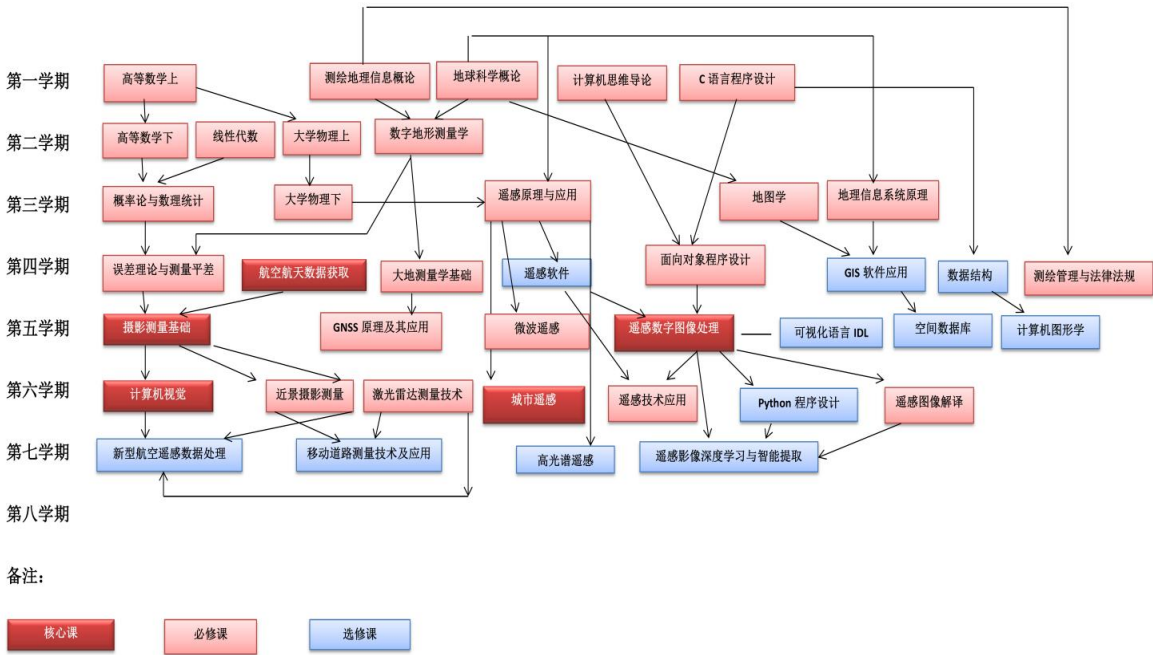 第一学期
高等数学上
测绘地理信息概论
地球科学概论
计算机思维导论
C 语言程序设计
第二学期
高等数学下
线性代数
大学物理上
数字地形测量学
第三学期
概率论与数理统计
大学物理下
遥感原理与应用
地图学
地理信息系统原理
第四学期
误差理论与测量平差
航空航天数据获取
大地测量学基础
遥感软件
面向对象程序设计
GIS 软件应用
数据结构
测绘管理与法律法规
第五学期
摄影测量基础
GNSS 原理及其应用
微波遥感
遥感数字图像处理
可视化语言 IDL
空间数据库
计算机图形学
第六学期
计算机视觉
近景摄影测量
激光雷达测量技术
城市遥感
遥感技术应用
Python 程序设计
遥感图像解译
第七学期
新型航空遥感数据处理
移动道路测量技术及应用
高光谱遥感
遥感影像深度学习与智能提取
第八学期
备注：
核心课
必修课
选修课